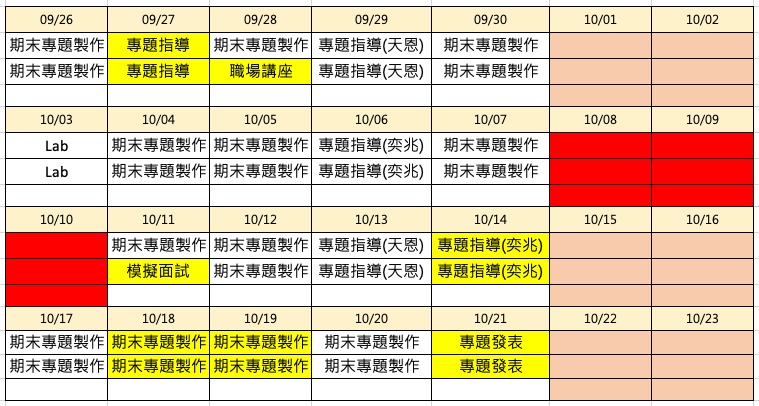 09/26 09/27 09/28 09/29 09/30 10/01 10/02
期末專題製作 專題指導 期末專題製作 專題指導(天恩) 期末專題製作
期末專題製作 專題指導 職場講座 專題指導(天恩) 期末專題製作
10/03 10/04 10/05 10/06 10/07 10/08 10/09
Lab 期末專題製作 期末專題製作 專題指導(奕兆) 期末專題製作
Lab 期末專題製作 期末專題製作 專題指導(奕兆) 期末專題製作
10/10 10/11 10/12 10/13 10/14 10/15 10/16
期末專題製作 期末專題製作 專題指導(天恩) 專題指導(奕兆)
模擬面試 期末專題製作 專題指導(天恩) 專題指導(奕兆)
10/17 10/18 10/19 10/20 10/21 10/22 10/23
期末專題製作 期末專題製作 期末專題製作 期末專題製作 專題發表
期末專題製作 期末專題製作 期末專題製作 期末專題製作 專題發表